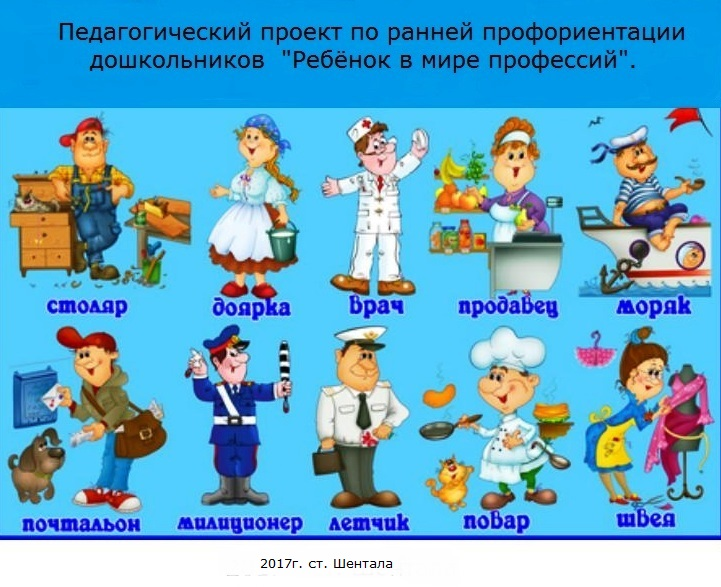 Педагогический проект по ранней профориентации
дошкольников "Ребёнок в мире профессий".
столяр
доярка
врач
продавец
моряк
почтальон
милиционер
летчик
повар
швея
2017г. ст. Шентала